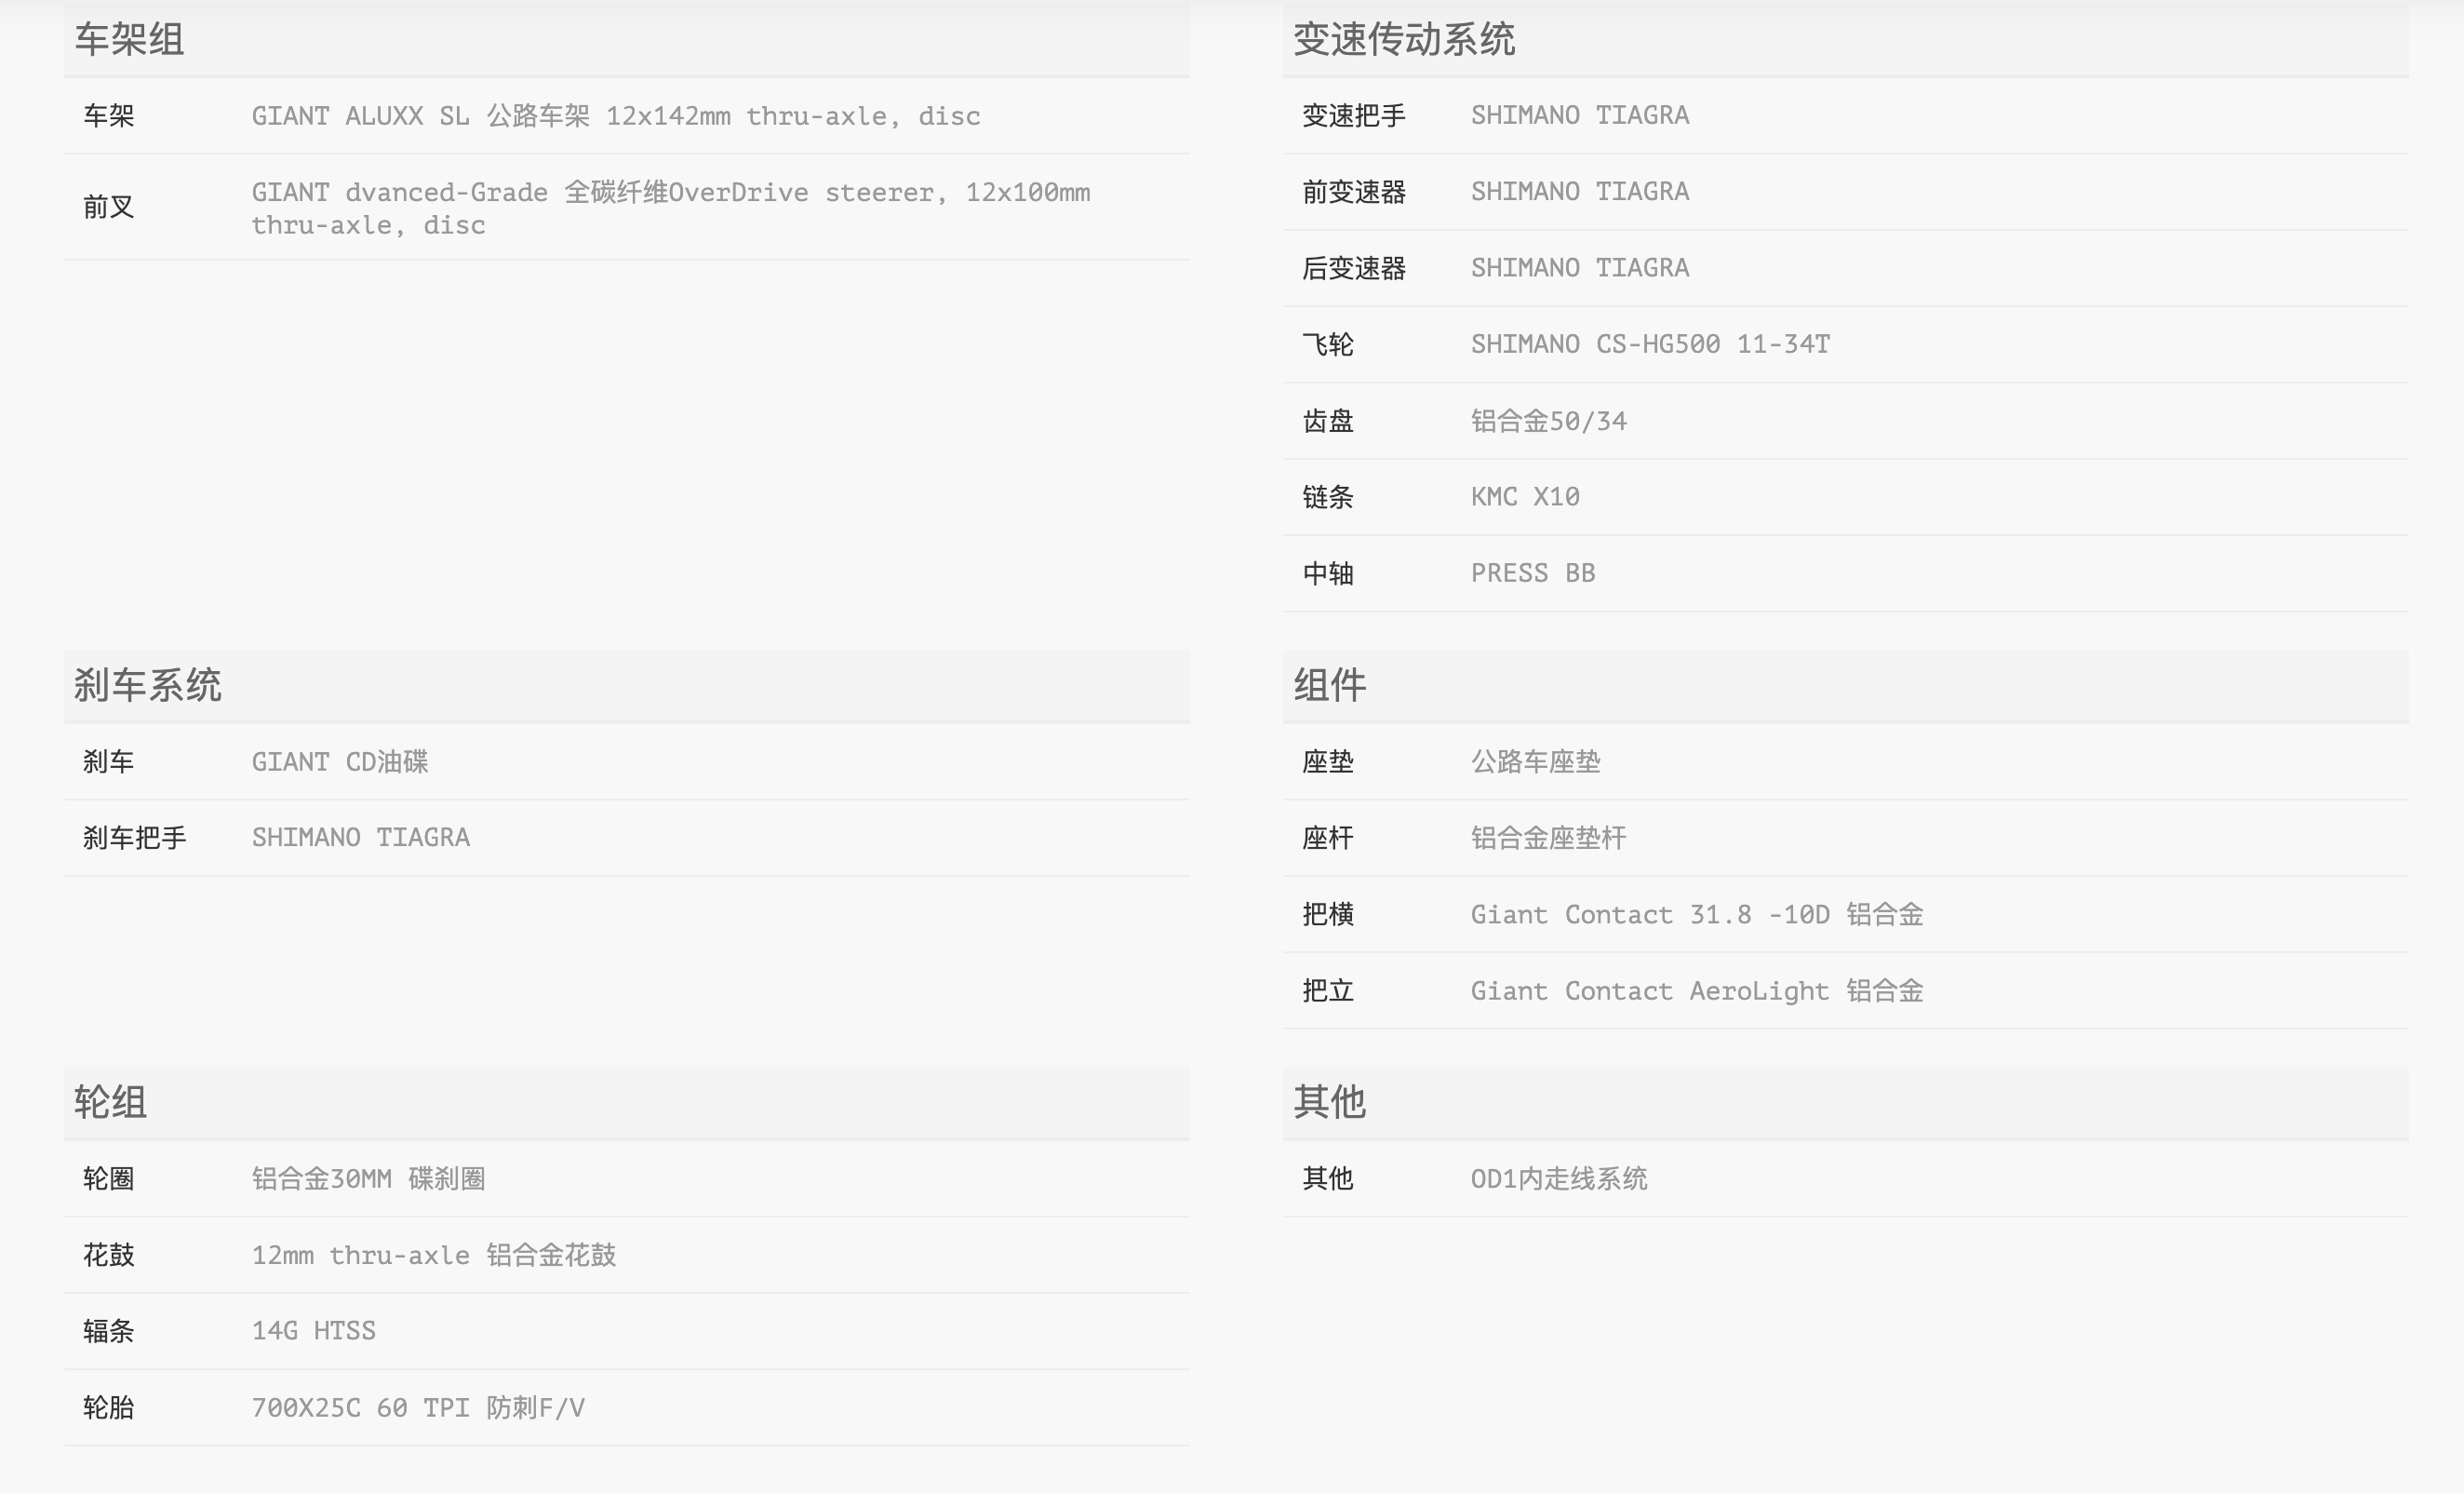 车架组
车架 GIANT ALUXX SL 公路车架 12x142mm thru-axle, disc
前叉 GIANT dvanced-Grade 全碳纤维OverDrive steerer, 12x100mm
thru-axle, disc
变速传动系统
变速把手 SHIMANO TIAGRA
前变速器 SHIMANO TIAGRA
后变速器 SHIMANO TIAGRA
飞轮 SHIMANO CS-HG500 11-34T
齿盘 铝合金50/34
链条 KMC X10
中轴 PRESS BB
刹车系统
刹车 GIANT CD油碟
刹车把手 SHIMANO TIAGRA
组件
座垫 公路车座垫
座杆 铝合金座垫杆
把横 Giant Contact 31.8 -10D 铝合金
把立 Giant Contact AeroLight 铝合金
轮组
轮圈 铝合金30MM 碟刹圈
花鼓 12mm thru-axle 铝合金花鼓
辐条 14G HTSS
轮胎 700X25C 60 TPI 防刺F/V
其他
其他 OD1内走线系统